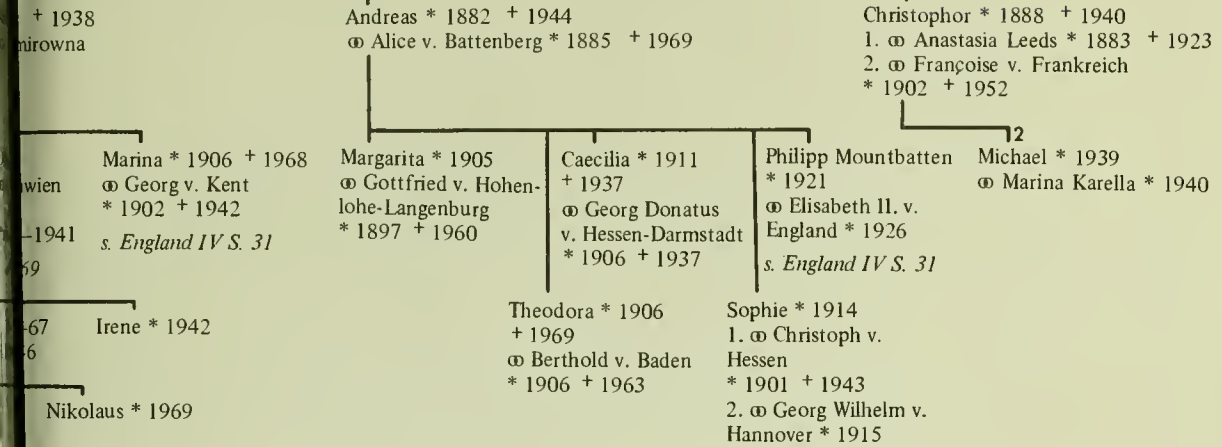 + 1938
Andreas * 1882 + 1944
⚭ Alice v. Battenberg * 1885 + 1969
Christophor * 1888 + 1940
1. ⚭ Anastasia Leeds * 1883 + 1923
2. ⚭ Françoise v. Frankreich
* 1902 + 1952
Marina * 1906 + 1968
⚭ Georg v. Kent
* 1902 + 1942
s. England IV S. 31
Margarita * 1905
⚭ Gottfried v. Hohen-
lohe-Langenburg
* 1897 + 1960
Caecilia * 1911
+ 1937
⚭ Georg Donatus
v. Hessen-Darmstadt
* 1906 + 1937
Philipp Mountbatten
* 1921
⚭ Elisabeth II. v.
England * 1926
s. England IV S. 31
2
Michael * 1939
⚭ Marina Karella * 1940
-1941
Irene * 1942
Theodora * 1906
+ 1969
⚭ Berthold v. Baden
* 1906 + 1963
Sophie * 1914
1. ⚭ Christoph v.
Hessen
* 1901 + 1943
2. ⚭ Georg Wilhelm v.
Hannover * 1915
Nikolaus * 1969